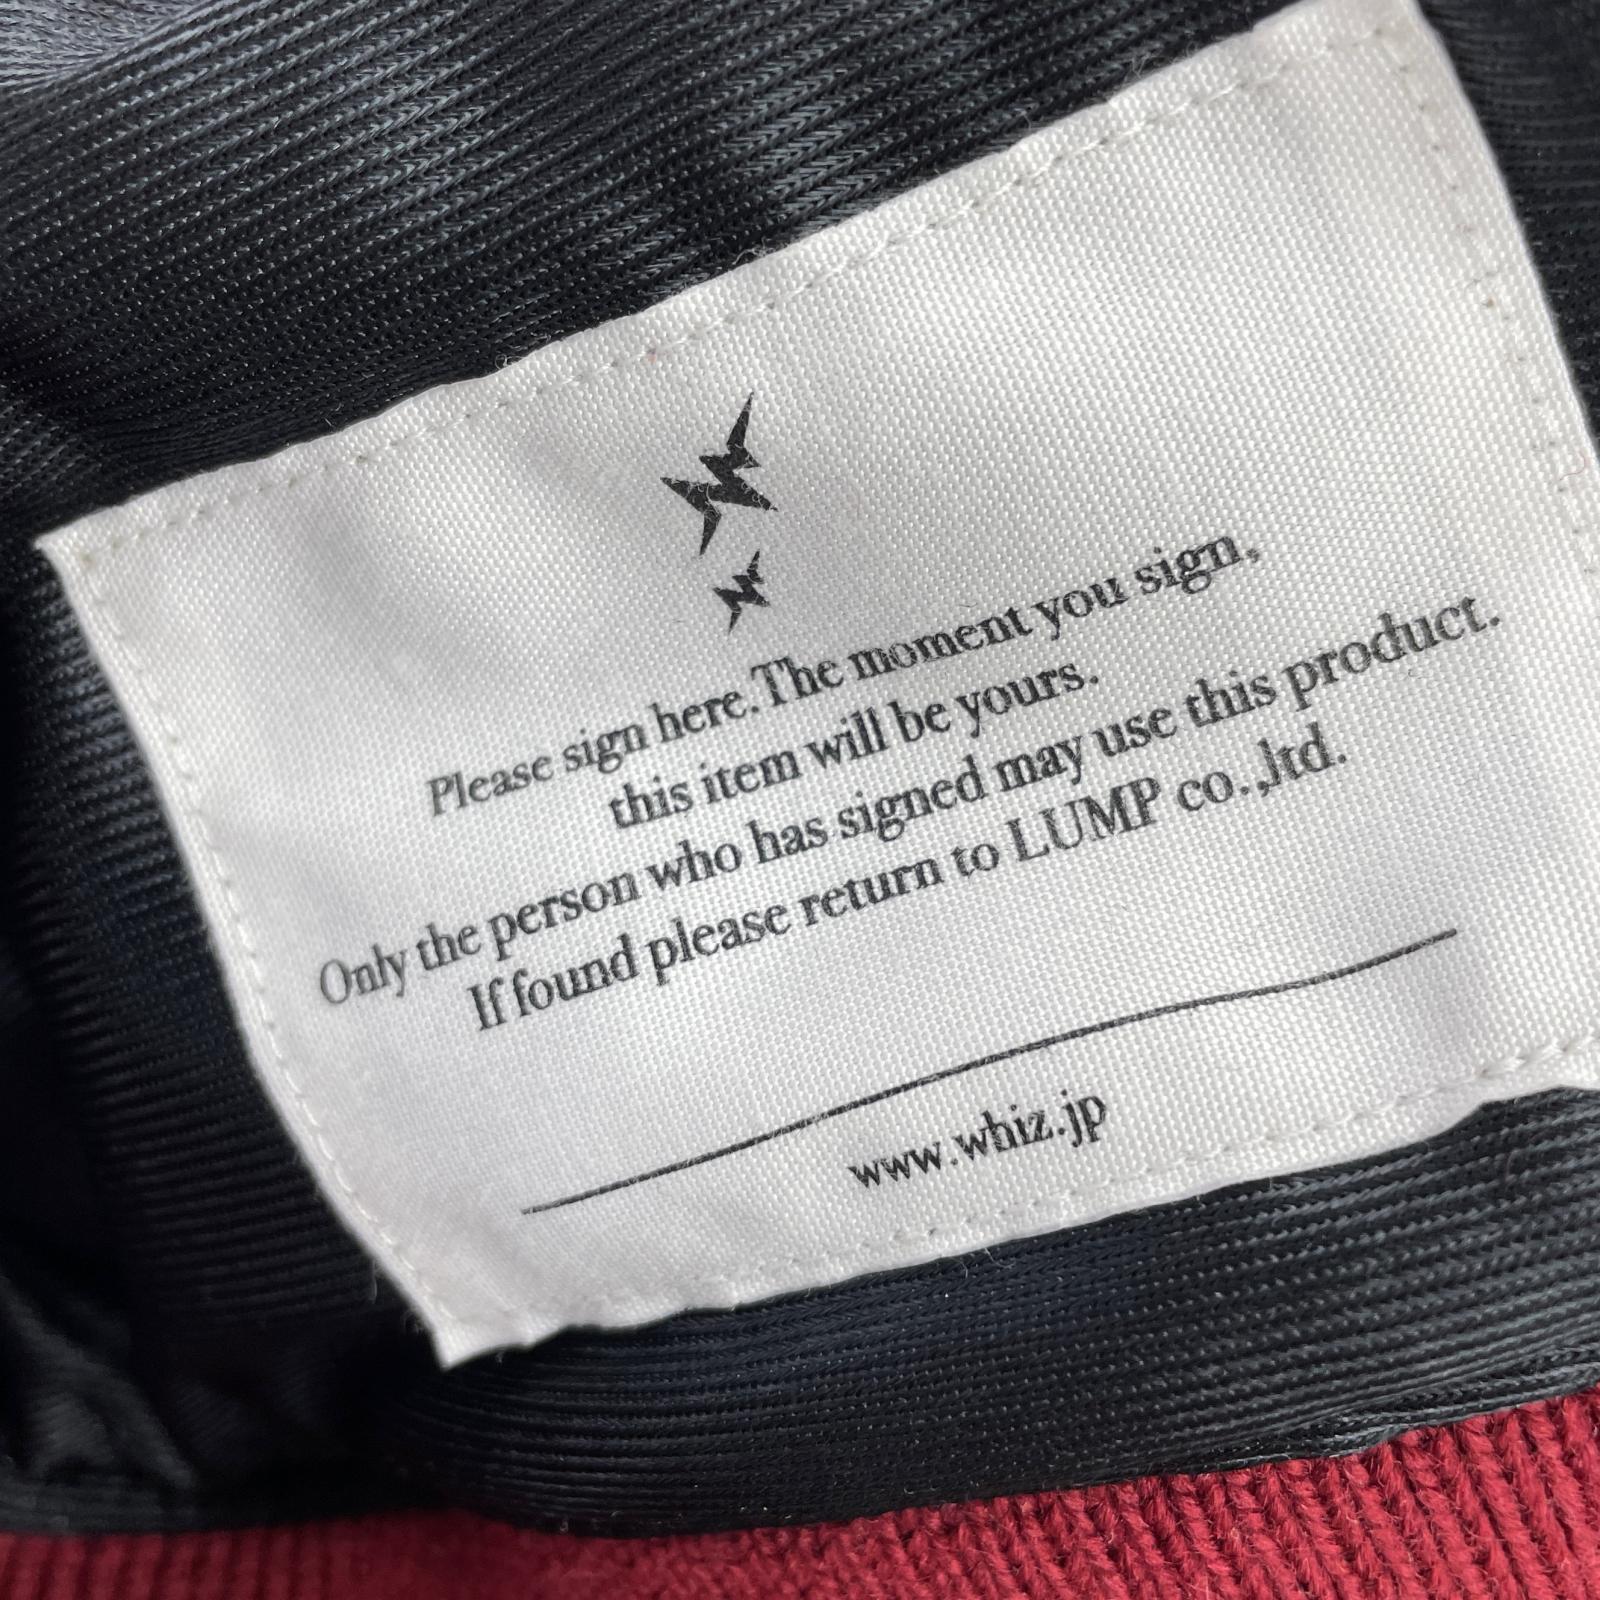 Please sign here. The moment you sign,
this item will be yours.
Only the person who has signed may use this product.
If found please return to LUMP co.,ltd.
www.whiz.jp